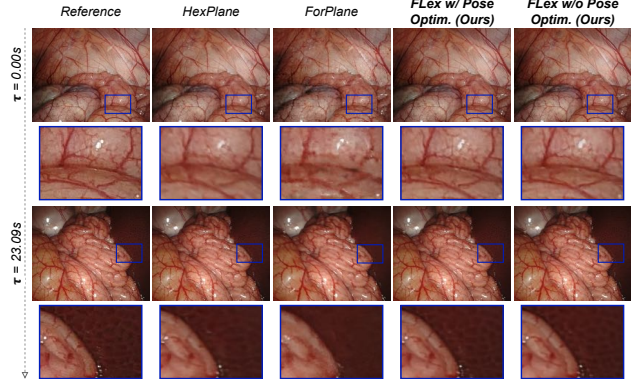 Reference
HexPlane
ForPlane
FLex w/ Pose
Optim. (Ours)
FLex w/o Pose
Optim. (Ours)
τ = 0.00s
τ = 23.09s